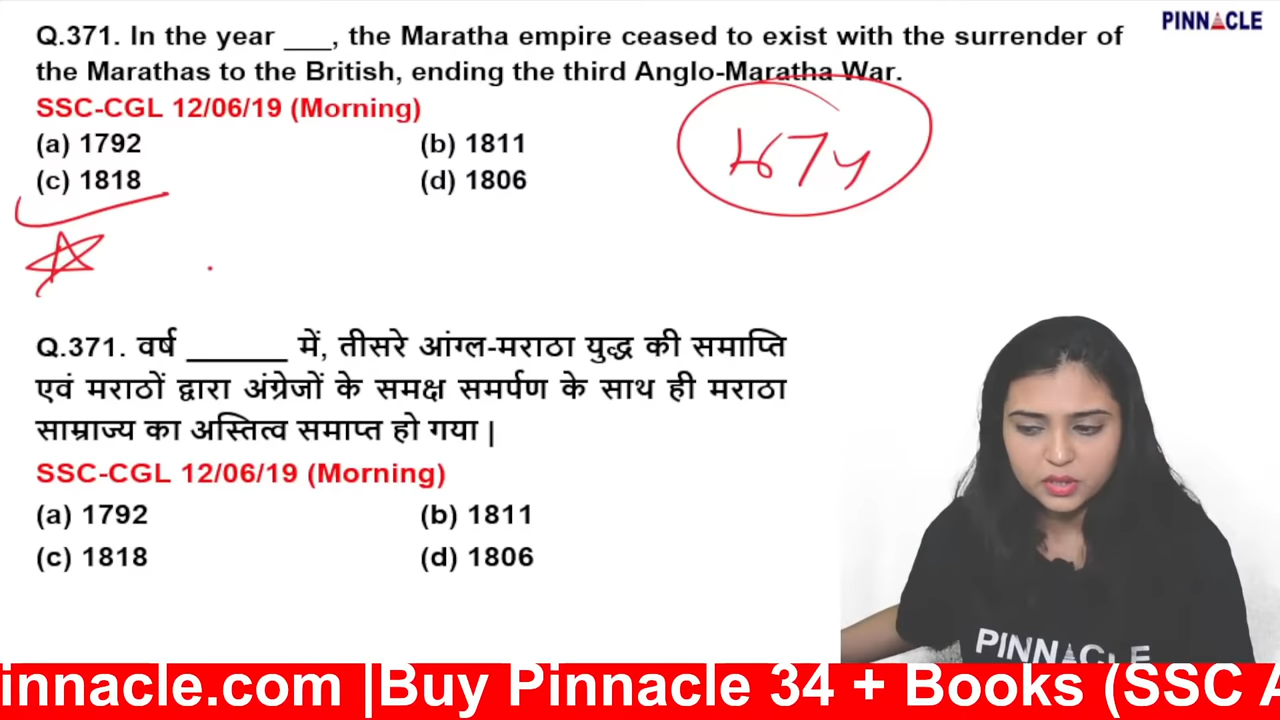 PINNACLE
Q.371. In the year ___, the Maratha empire ceased to exist with the surrender of
the Marathas to the British, ending the third Anglo-Maratha War.
SSC-CGL 12/06/19 (Morning)
(a) 1792 (b) 1811
(c) 1818 (d) 1806
1674
Q.371. वर्ष ______ में, तीसरे आंग्ल-मराठा युद्ध की समाप्ति
एवं मराठों द्वारा अंग्रेजों के समक्ष समर्पण के साथ ही मराठा
साम्राज्य का अस्तित्व समाप्त हो गया |
SSC-CGL 12/06/19 (Morning)
(a) 1792 (b) 1811
(c) 1818 (d) 1806
PINNACLE
innacle.com |Buy Pinnacle 34 + Books (SSC A